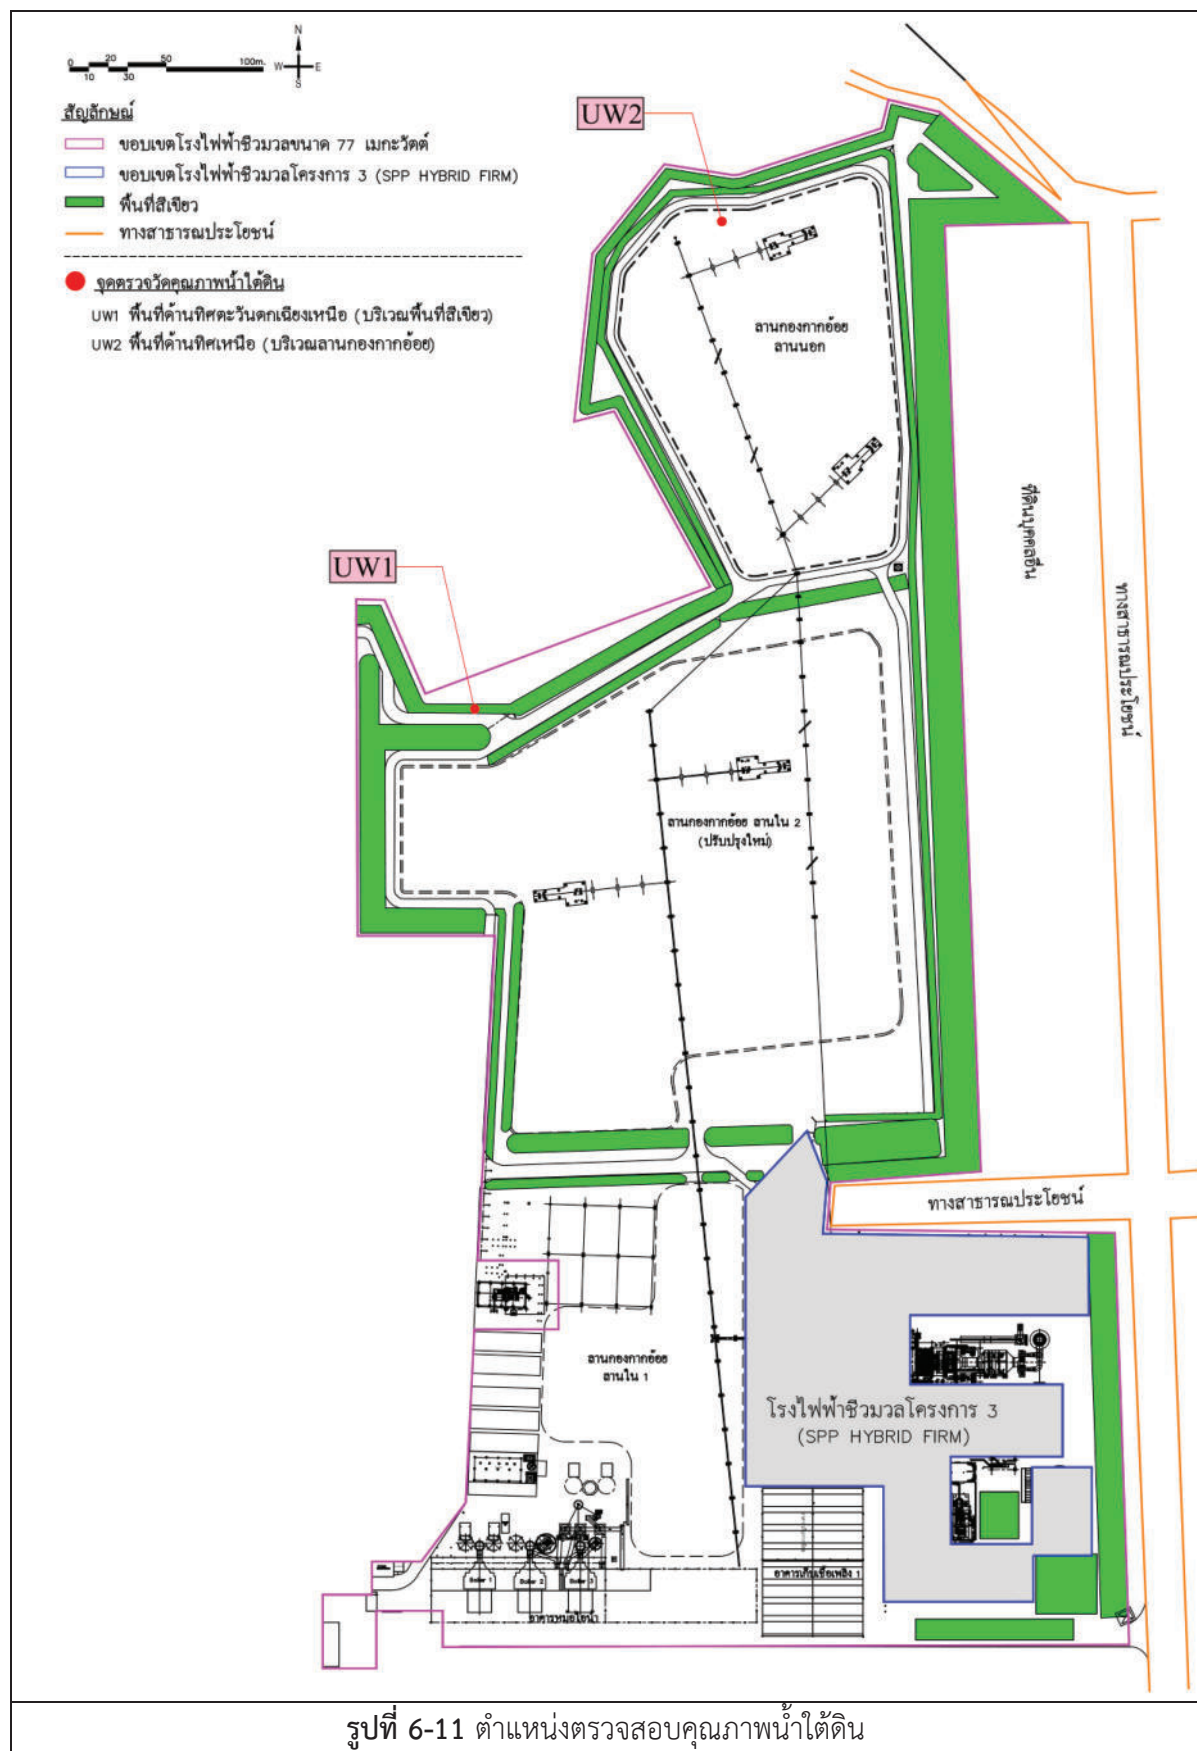 N
0 20 50 100m. W E
10 30 S
สัญลักษณ์
ขอบเขตโรงไฟฟ้าชีวมวลขนาด 77 เมกะวัตต์
ขอบเขตโรงไฟฟ้าชีวมวลโครงการ 3 (SPP HYBRID FIRM)
พื้นที่สีเขียว
ทางสาธารณประโยชน์
จุดตรวจวัดคุณภาพน้ำใต้ดิน
UW1 พื้นที่ด้านทิศตะวันตกเฉียงเหนือ (บริเวณพื้นที่สีเขียว)
UW2 พื้นที่ด้านทิศเหนือ (บริเวณลานกองกากอ้อย)
UW2
ลานกองกากอ้อย
ลานนอก
ที่ดินบุคคลอื่น
UW1
ทางสาธารณประโยชน์
ลานกองกากอ้อย ลานใน 2
(ปรับปรุงใหม่)
ทางสาธารณประโยชน์
ลานกองกากอ้อย
ลานใน 1
โรงไฟฟ้าชีวมวลโครงการ 3
(SPP HYBRID FIRM)
อาคารเก็บเชื้อเพลิง 1
Boiler 1 Boiler 2 Boiler 3
อาคารหม้อไอน้ำ
รูปที่ 6-11 ตำแหน่งตรวจสอบคุณภาพน้ำใต้ดิน